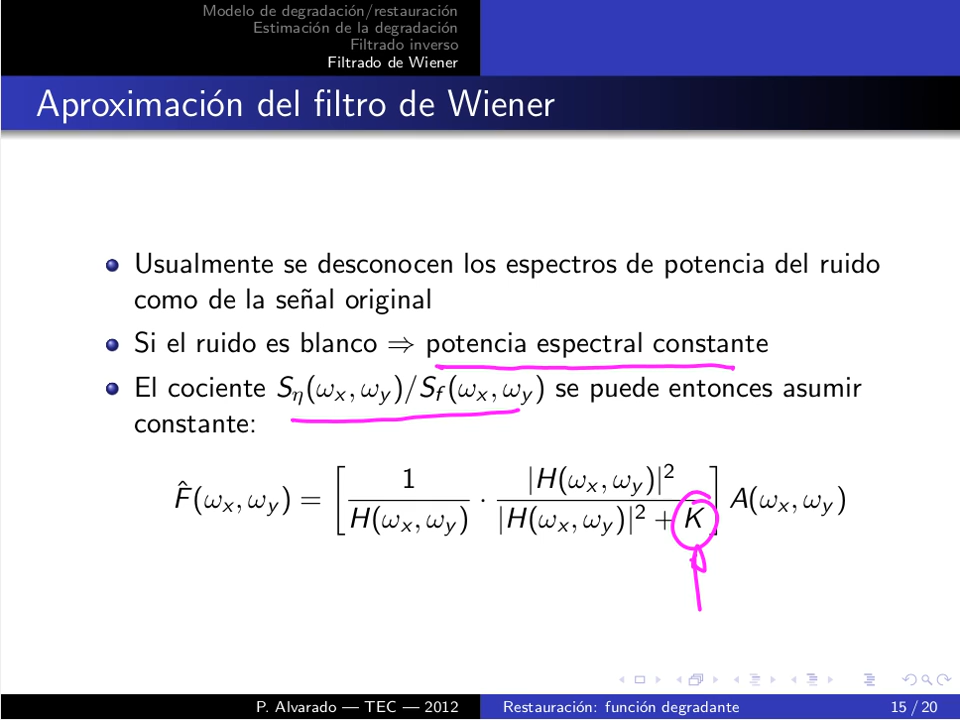 Modelo de degradación/restauración
Estimación de la degradación
Filtrado inverso
Filtrado de Wiener
Aproximación del filtro de Wiener
Usualmente se desconocen los espectros de potencia del ruido
como de la señal original
Si el ruido es blanco ⇒ potencia espectral constante
El cociente S_η(ω_x, ω_y)/S_f(ω_x, ω_y) se puede entonces asumir
constante:
F̂(ω_x, ω_y) = [ 1/H(ω_x, ω_y) · |H(ω_x, ω_y)|²/(|H(ω_x, ω_y)|² + K) ] A(ω_x, ω_y)
P. Alvarado — TEC — 2012
Restauración: función degradante
15 / 20